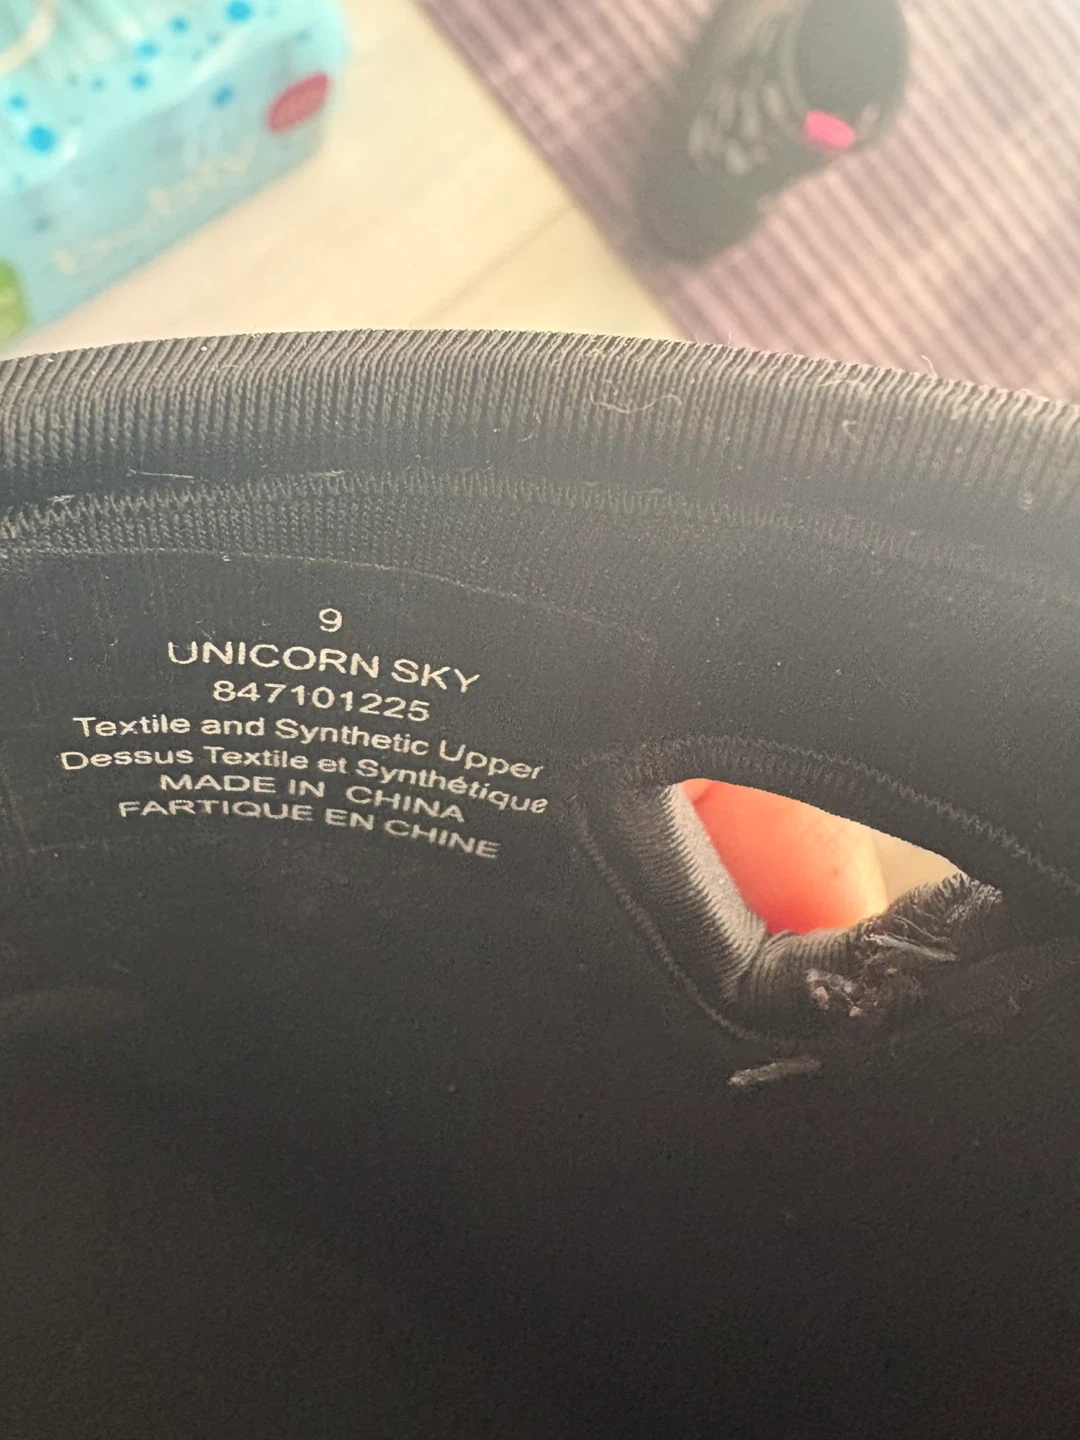 9
UNICORN SKY
847101225
Textile and Synthetic Upper
Dessus Textile et Synthétique
MADE IN CHINA
FARTIQUE EN CHINE